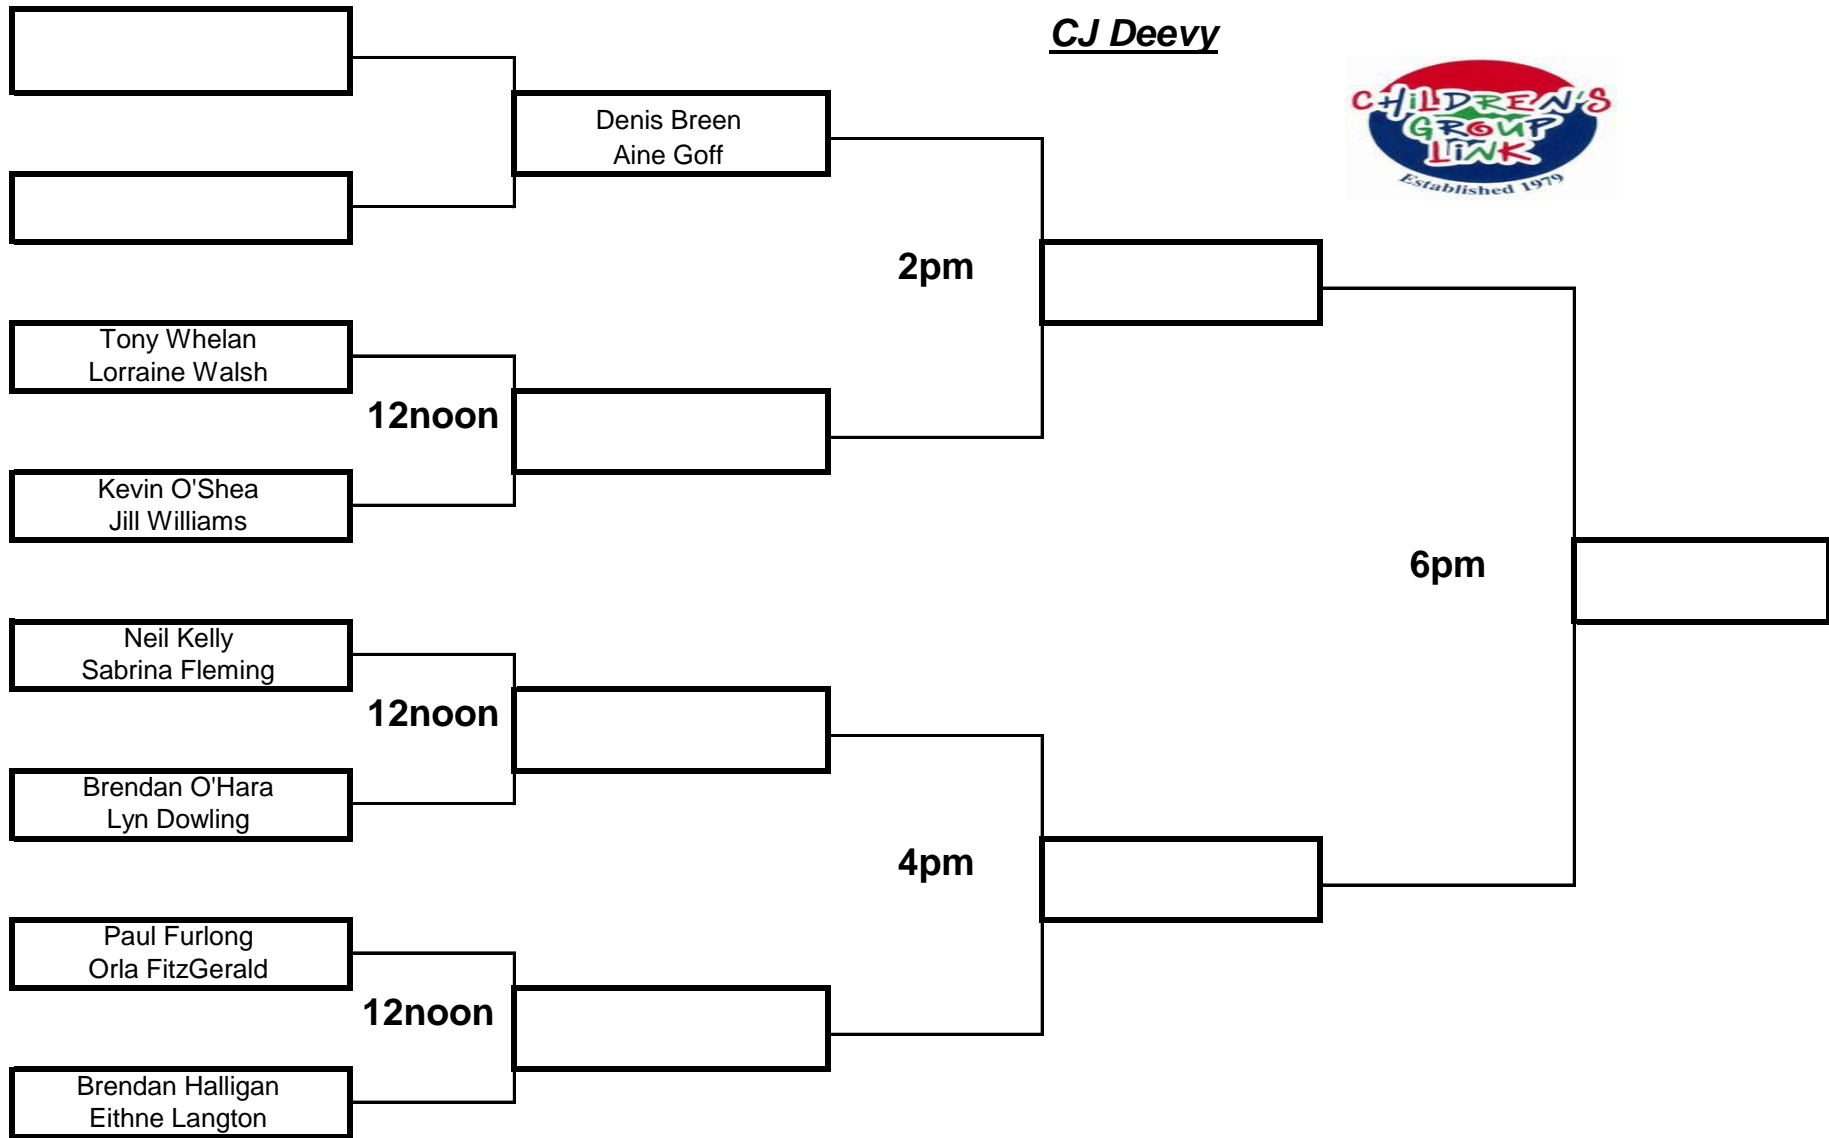 CJ Deevy
CHiLDREN'S
GROUP
LiNK
Established 1979
Denis Breen
Aine Goff
2pm
Tony Whelan
Lorraine Walsh
12noon
Kevin O'Shea
Jill Williams
6pm
Neil Kelly
Sabrina Fleming
12noon
Brendan O'Hara
Lyn Dowling
4pm
Paul Furlong
Orla FitzGerald
12noon
Brendan Halligan
Eithne Langton